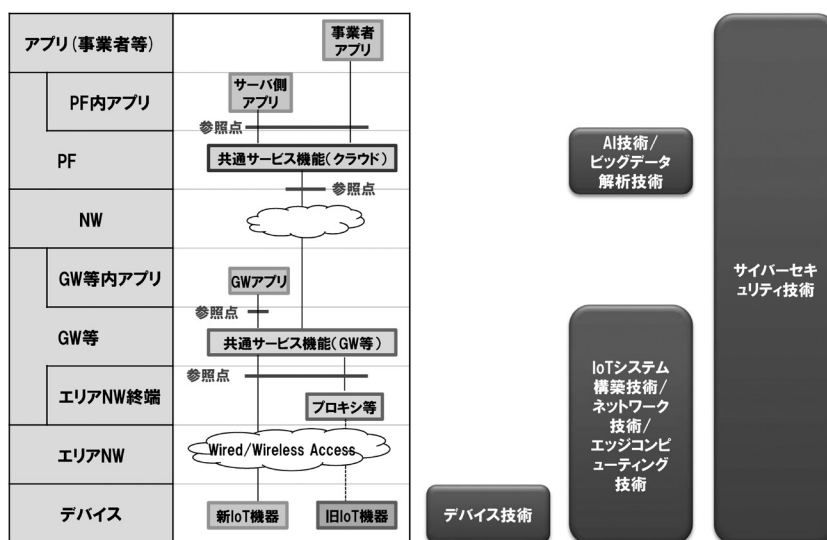 アプリ(事業者等)
事業者
アプリ
PF内アプリ
サーバ側
アプリ
参照点
PF
共通サービス機能(クラウド)
参照点
NW
GW等内アプリ
GWアプリ
参照点
GW等
共通サービス機能(GW等)
参照点
エリアNW終端
プロキシ等
エリアNW
Wired/Wireless Access
デバイス
新IoT機器
旧IoT機器
デバイス技術
AI技術/
ビッグデータ
解析技術
IoTシステム
構築技術/
ネットワーク
技術/
エッジコンピ
ューティング
技術
サイバーセキ
ュリティ技術